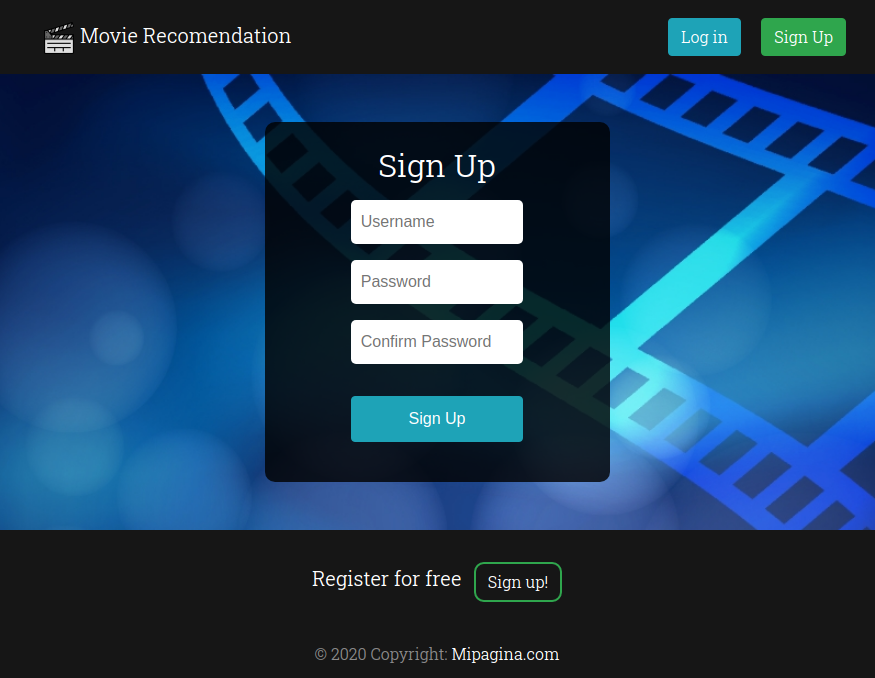 Movie Recomendation
Log in
Sign Up
Sign Up
Username
Password
Confirm Password
Sign Up
Register for free
Sign up!
© 2020 Copyright: Mipagina.com